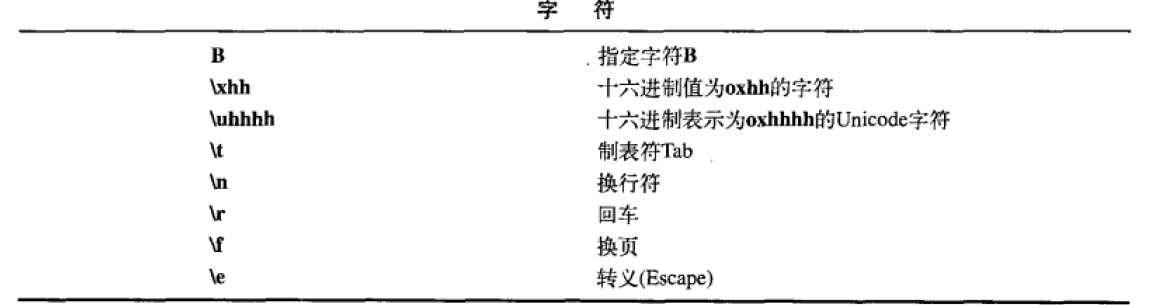 字 符
B 指定字符B
\xhh 十六进制值为oxhh的字符
\uhhhh 十六进制表示为oxhhhh的Unicode字符
\t 制表符Tab
\n 换行符
\r 回车
\f 换页
\e 转义(Escape)